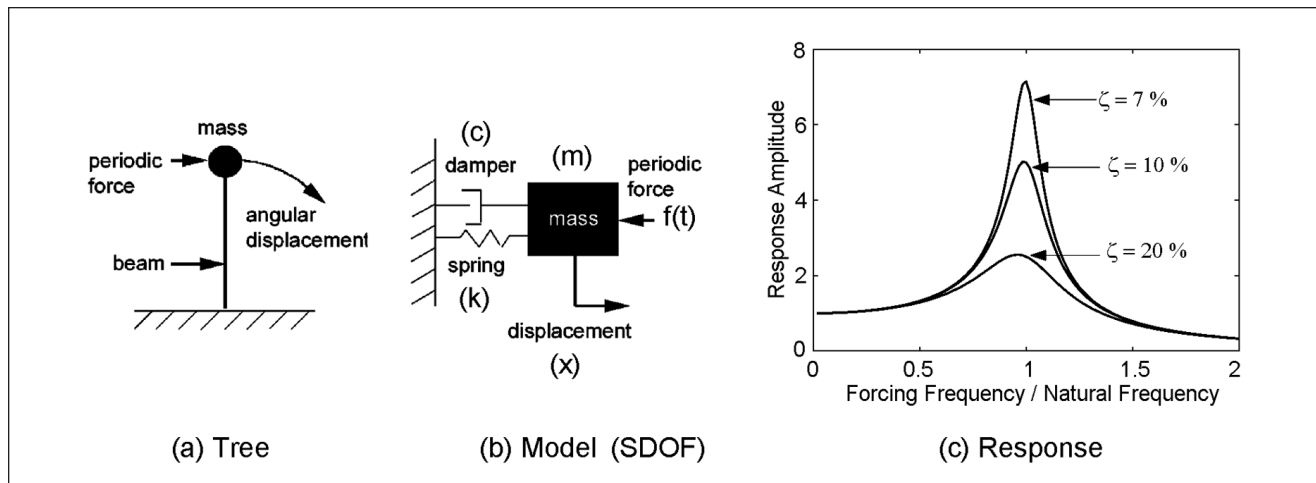 mass
periodic
force
angular
displacement
beam
(a) Tree
(c)
damper
(m)
periodic
force
mass
f(t)
spring
(k)
displacement
(x)
(b) Model (SDOF)
8
6
4
2
0
Response Amplitude
ζ = 7 %
ζ = 10 %
ζ = 20 %
0 0.5 1 1.5 2
Forcing Frequency / Natural Frequency
(c) Response